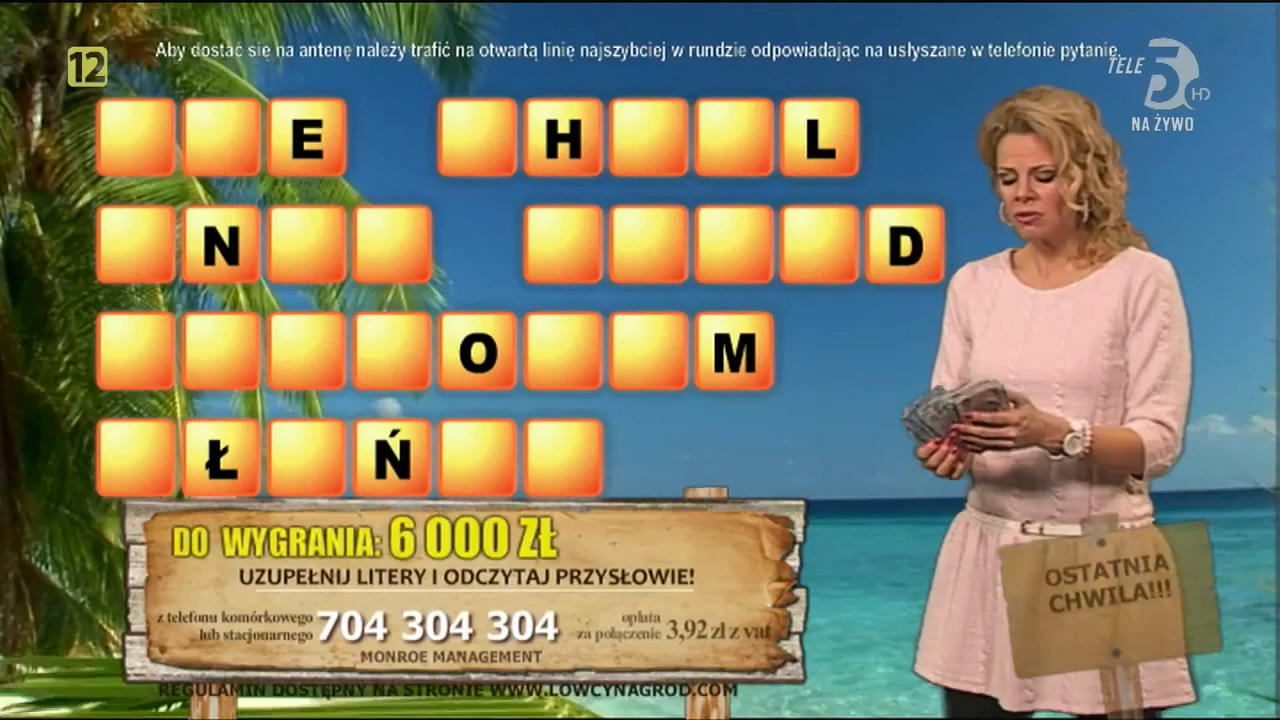 Aby dostać się na antenę należy trafić na otwartą linię najszybciej w rundzie odpowiadając na usłyszane w telefonie pytanie.
12
TELE 5 HD
NA ŻYWO
E H L
N D
O M
Ł Ń
DO WYGRANIA: 6 000 ZŁ
UZUPEŁNIJ LITERY I ODCZYTAJ PRZYSŁOWIE!
z telefonu komórkowego
lub stacjonarnego
704 304 304
opłata
za połączenie 3,92 zł z vat
MONROE MANAGEMENT
REGULAMIN DOSTĘPNY NA STRONIE WWW.LOWCYNAGROD.COM
OSTATNIA
CHWILA!!!